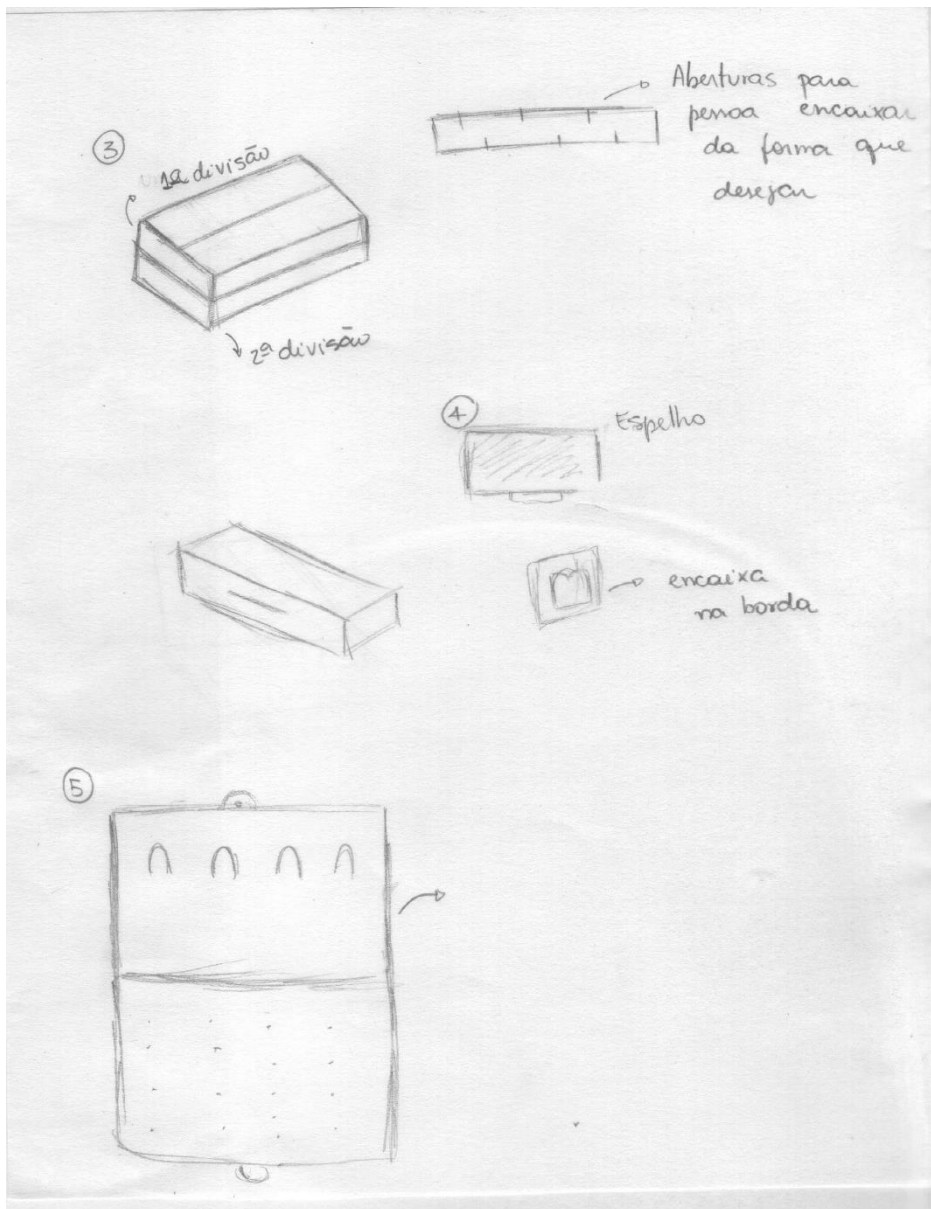 Aberturas para
pessoa encaixar
da forma que
desejar
3
1ª divisão
2ª divisão
4
Espelho
encaixa
na borda
5